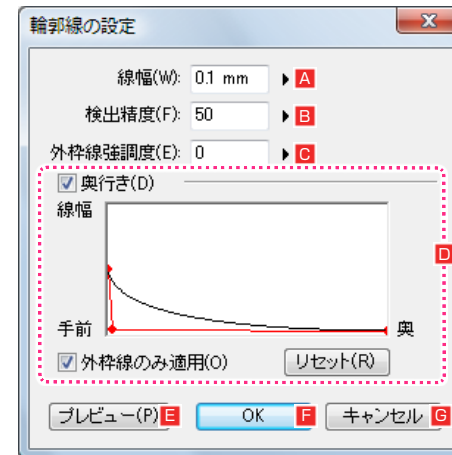 輪郭線の設定
線幅(W): 0.1 mm A
検出精度(F): 50 B
外枠線強調度(E): 0 C
奥行き(D)
線幅
D
手前 奥
外枠線のみ適用(O) リセット(R)
プレビュー(P) E OK F キャンセル G